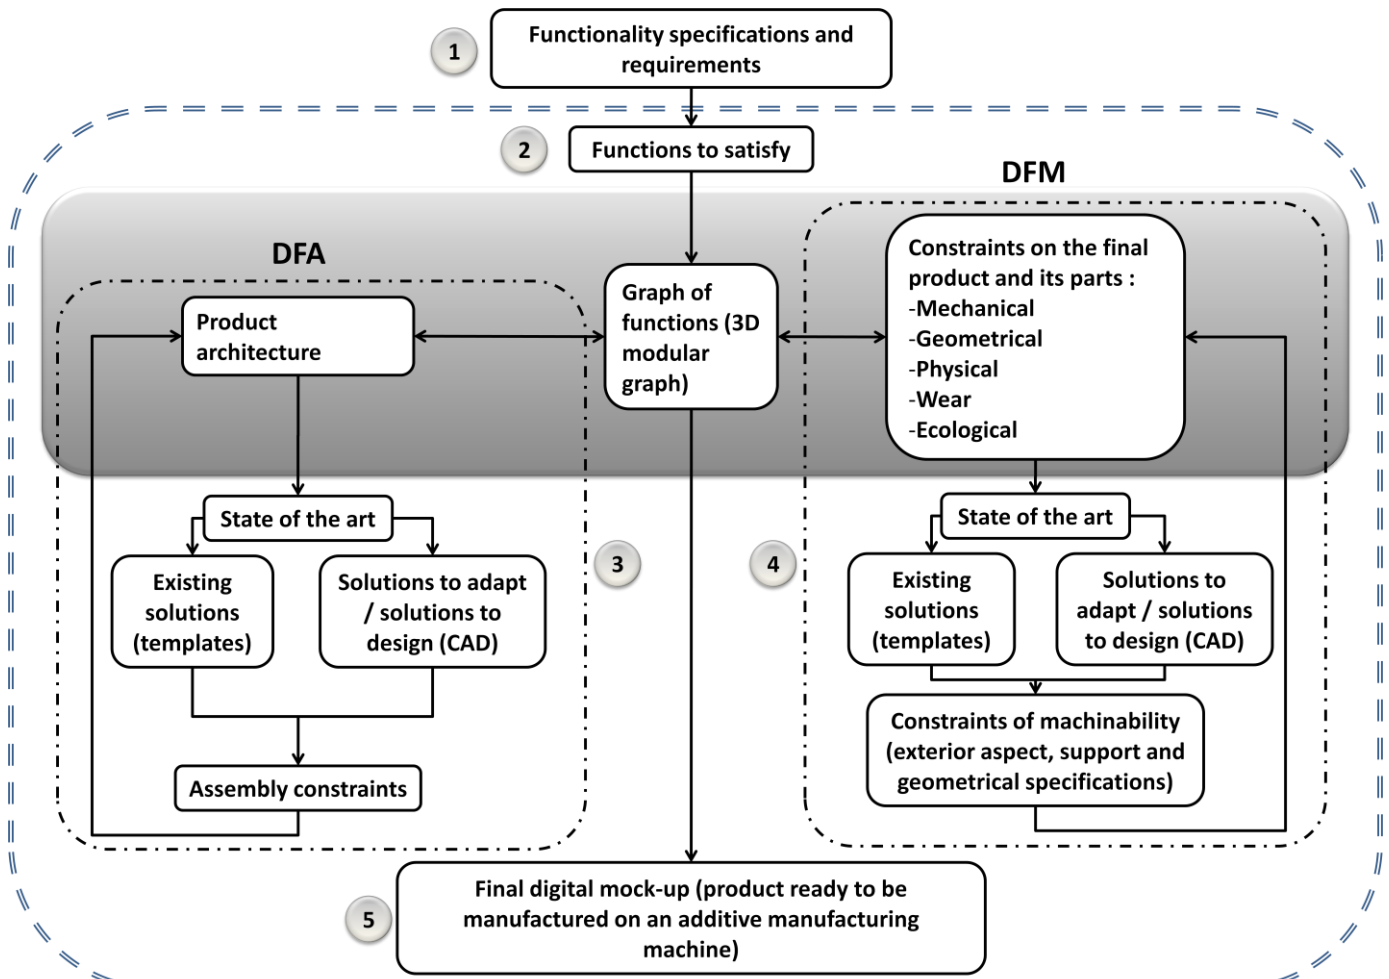 1
Functionality specifications and
requirements
2
Functions to satisfy
DFM
DFA
Product
architecture
Graph of
functions (3D
modular
graph)
Constraints on the final
product and its parts :
-Mechanical
-Geometrical
-Physical
-Wear
-Ecological
State of the art
Existing
solutions
(templates)
Solutions to adapt
/ solutions to
design (CAD)
Assembly constraints
3
4
State of the art
Existing
solutions
(templates)
Solutions to
adapt / solutions
to design (CAD)
Constraints of machinability
(exterior aspect, support and
geometrical specifications)
5
Final digital mock-up (product ready to be
manufactured on an additive manufacturing
machine)